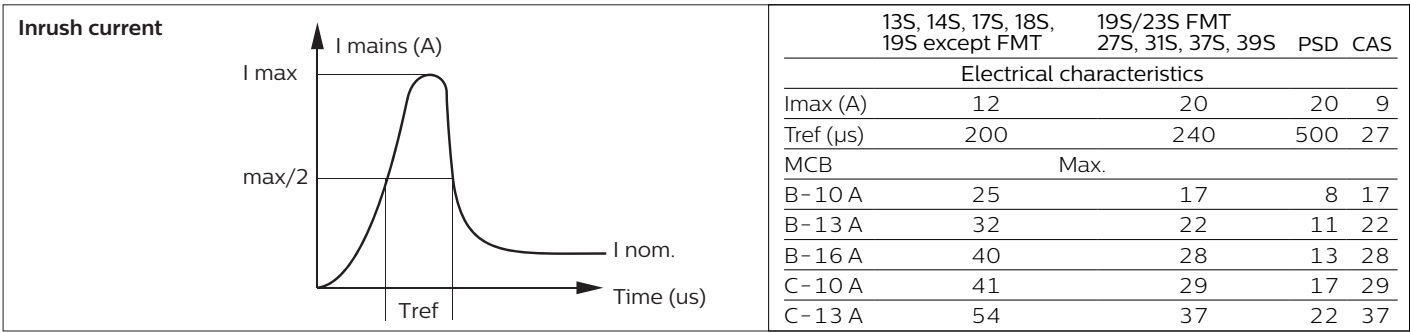 Inrush current
I mains (A)
I max
max/2
I nom.
Time (us)
Tref
13S, 14S, 17S, 18S, 19S/23S FMT
19S except FMT 27S, 31S, 37S, 39S PSD CAS
Electrical characteristics
Imax (A) 12 20 20 9
Tref (µs) 200 240 500 27
MCB Max.
B-10 A 25 17 8 17
B-13 A 32 22 11 22
B-16 A 40 28 13 28
C-10 A 41 29 17 29
C-13 A 54 37 22 37